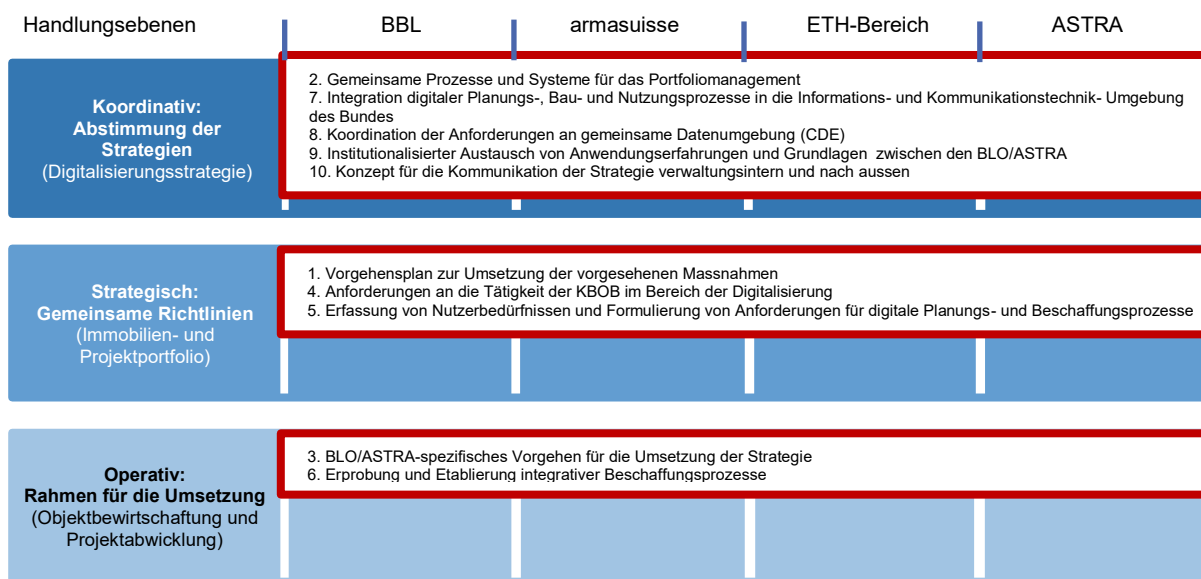 Handlungsebenen BBL armasuisse ETH-Bereich ASTRA
Koordinativ:
Abstimmung der
Strategien
(Digitalisierungsstrategie)
2. Gemeinsame Prozesse und Systeme für das Portfoliomanagement
7. Integration digitaler Planungs-, Bau- und Nutzungsprozesse in die Informations- und Kommunikationstechnik- Umgebung
des Bundes
8. Koordination der Anforderungen an gemeinsame Datenumgebung (CDE)
9. Institutionalisierter Austausch von Anwendungserfahrungen und Grundlagen zwischen den BLO/ASTRA
10. Konzept für die Kommunikation der Strategie verwaltungsintern und nach aussen
Strategisch:
Gemeinsame Richtlinien
(Immobilien- und
Projektportfolio)
1. Vorgehensplan zur Umsetzung der vorgesehenen Massnahmen
4. Anforderungen an die Tätigkeit der KBOB im Bereich der Digitalisierung
5. Erfassung von Nutzerbedürfnissen und Formulierung von Anforderungen für digitale Planungs- und Beschaffungsprozesse
Operativ:
Rahmen für die Umsetzung
(Objektbewirtschaftung und
Projektabwicklung)
3. BLO/ASTRA-spezifisches Vorgehen für die Umsetzung der Strategie
6. Erprobung und Etablierung integrativer Beschaffungsprozesse